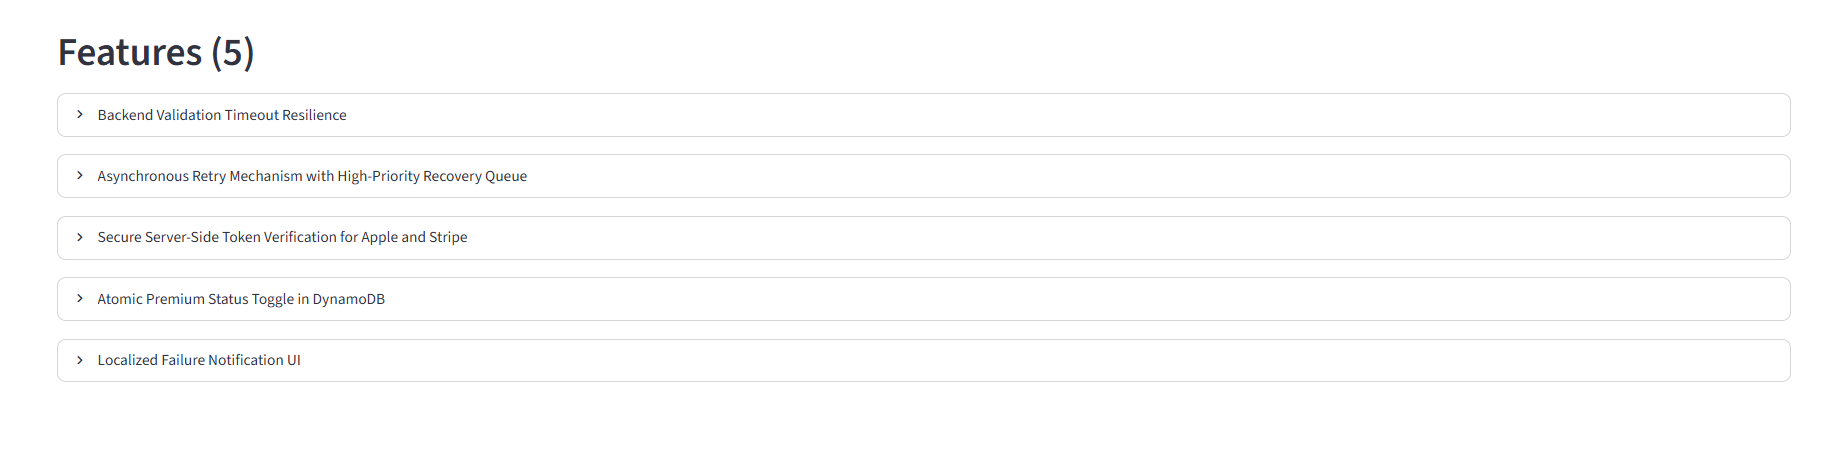 Features (5)
Backend Validation Timeout Resilience
Asynchronous Retry Mechanism with High-Priority Recovery Queue
Secure Server-Side Token Verification for Apple and Stripe
Atomic Premium Status Toggle in DynamoDB
Localized Failure Notification UI